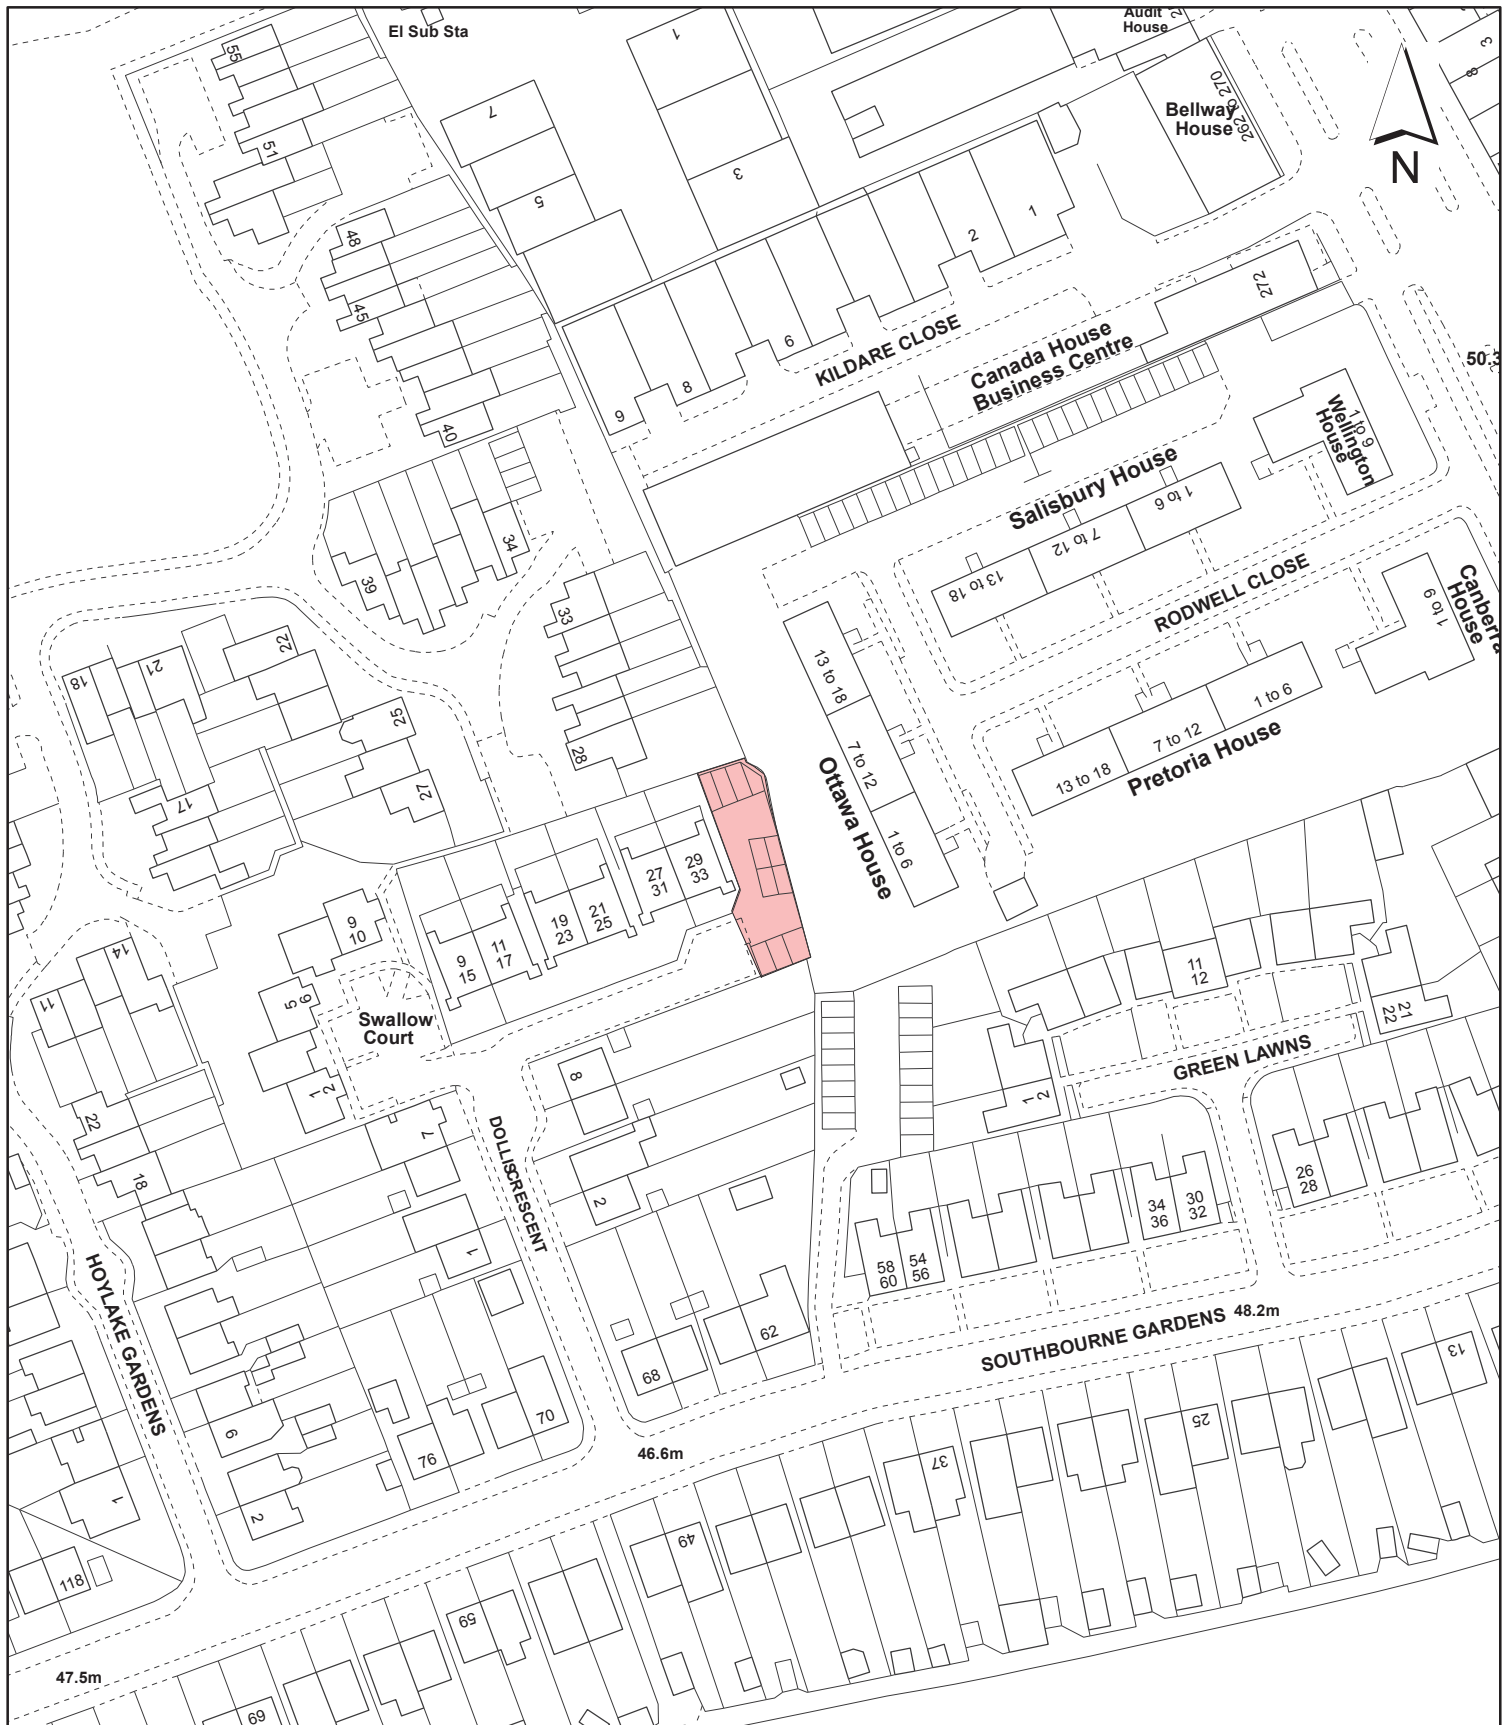 El Sub Sta
Audit
House
55
51
7
5
1
3
3
8
Bellway
House
262 to 270
N
48
45
40
1
2
6
8
9
KILDARE CLOSE
272
Canada House
Business Centre
50.3
1 to 9
Wellington
House
Salisbury House
1 to 6
7 to 12
13 to 18
RODWELL CLOSE
Canberra
House
1 to 9
39
34
33
28
22
21
18
25
27
17
13 to 18
7 to 12
1 to 6
Ottawa House
1 to 6
7 to 12
13 to 18
Pretoria House
29
33
27
31
21
25
19
23
11
17
9
15
9
10
5
6
1
2
Swallow
Court
14
11
22
18
11
12
21
22
GREEN LAWNS
1
2
8
2
7
1
DOLLIS CRESCENT
HOYLAKE GARDENS
26
28
30
32
34
36
54
56
58
60
62
68
70
76
6
2
1
118
SOUTHBOURNE GARDENS
48.2m
46.6m
47.5m
13
25
37
49
59
69